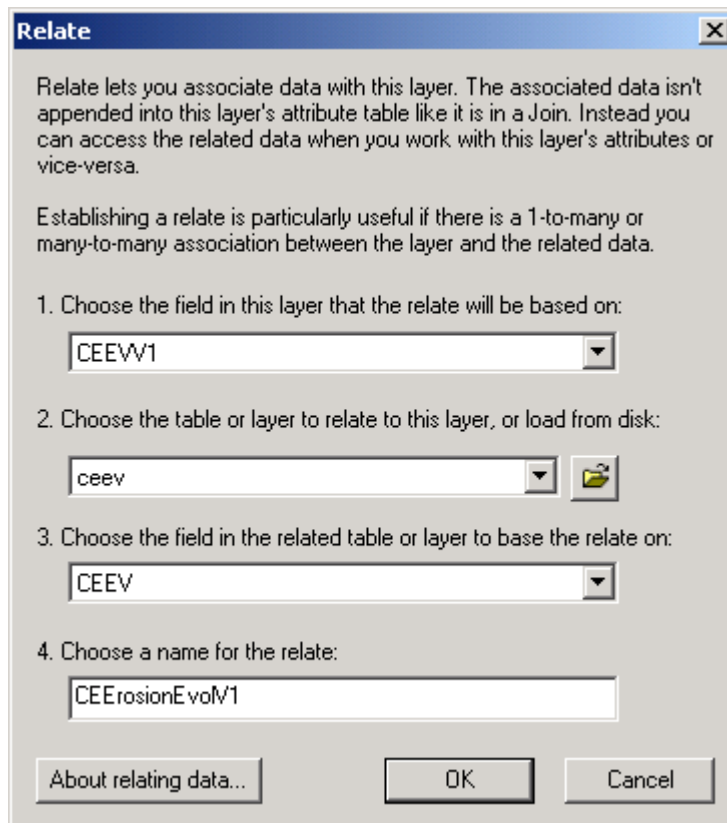 Relate
Relate lets you associate data with this layer. The associated data isn't
appended into this layer's attribute table like it is in a Join. Instead you
can access the related data when you work with this layer's attributes or
vice-versa.
Establishing a relate is particularly useful if there is a 1-to-many or
many-to-many association between the layer and the related data.
1. Choose the field in this layer that the relate will be based on:
CEEVV1
2. Choose the table or layer to relate to this layer, or load from disk:
ceev
3. Choose the field in the related table or layer to base the relate on:
CEEV
4. Choose a name for the relate:
CEErosionEvolV1
About relating data...
OK
Cancel